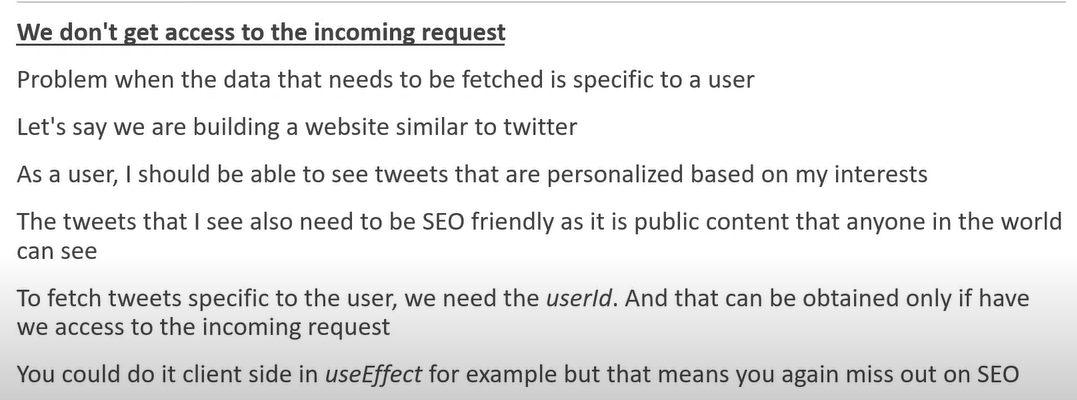 We don't get access to the incoming request
Problem when the data that needs to be fetched is specific to a user
Let's say we are building a website similar to twitter
As a user, I should be able to see tweets that are personalized based on my interests
The tweets that I see also need to be SEO friendly as it is public content that anyone in the world
can see
To fetch tweets specific to the user, we need the userId. And that can be obtained only if have
we access to the incoming request
You could do it client side in useEffect for example but that means you again miss out on SEO